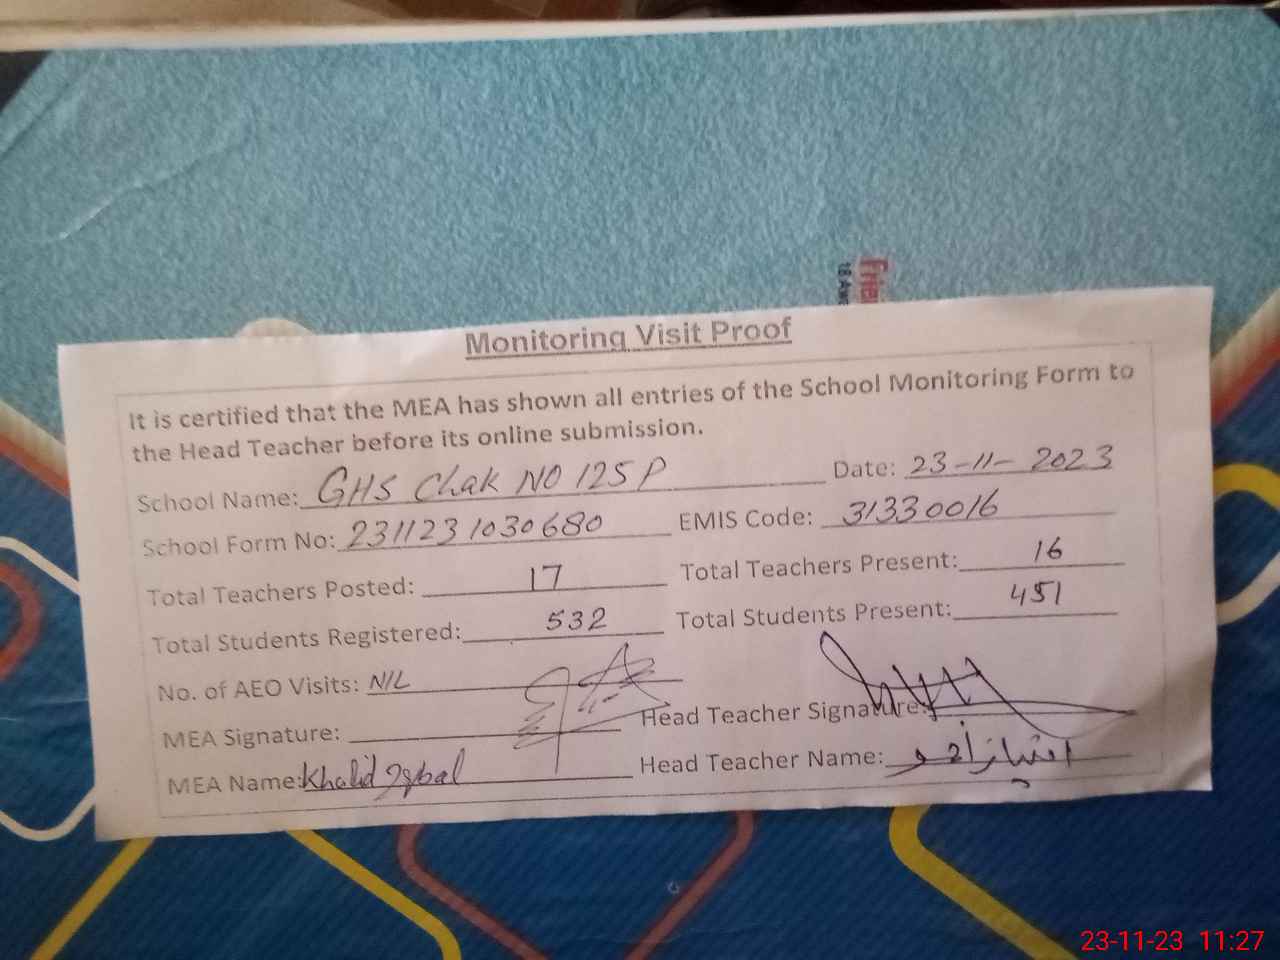 Frie
18 Aw
Monitoring Visit Proof
It is certified that the MEA has shown all entries of the School Monitoring Form to
the Head Teacher before its online submission.
School Name: GHS Chak NO 125 P Date: 23-11-2023
School Form No: 231123 1030680 EMIS Code: 31330016
Total Teachers Posted: 17 Total Teachers Present: 16
Total Students Registered: 532 Total Students Present: 451
No. of AEO Visits: NIL
MEA Signature: Head Teacher Signature:
MEA Name: Khalid Iqbal Head Teacher Name:
23-11-23 11:27